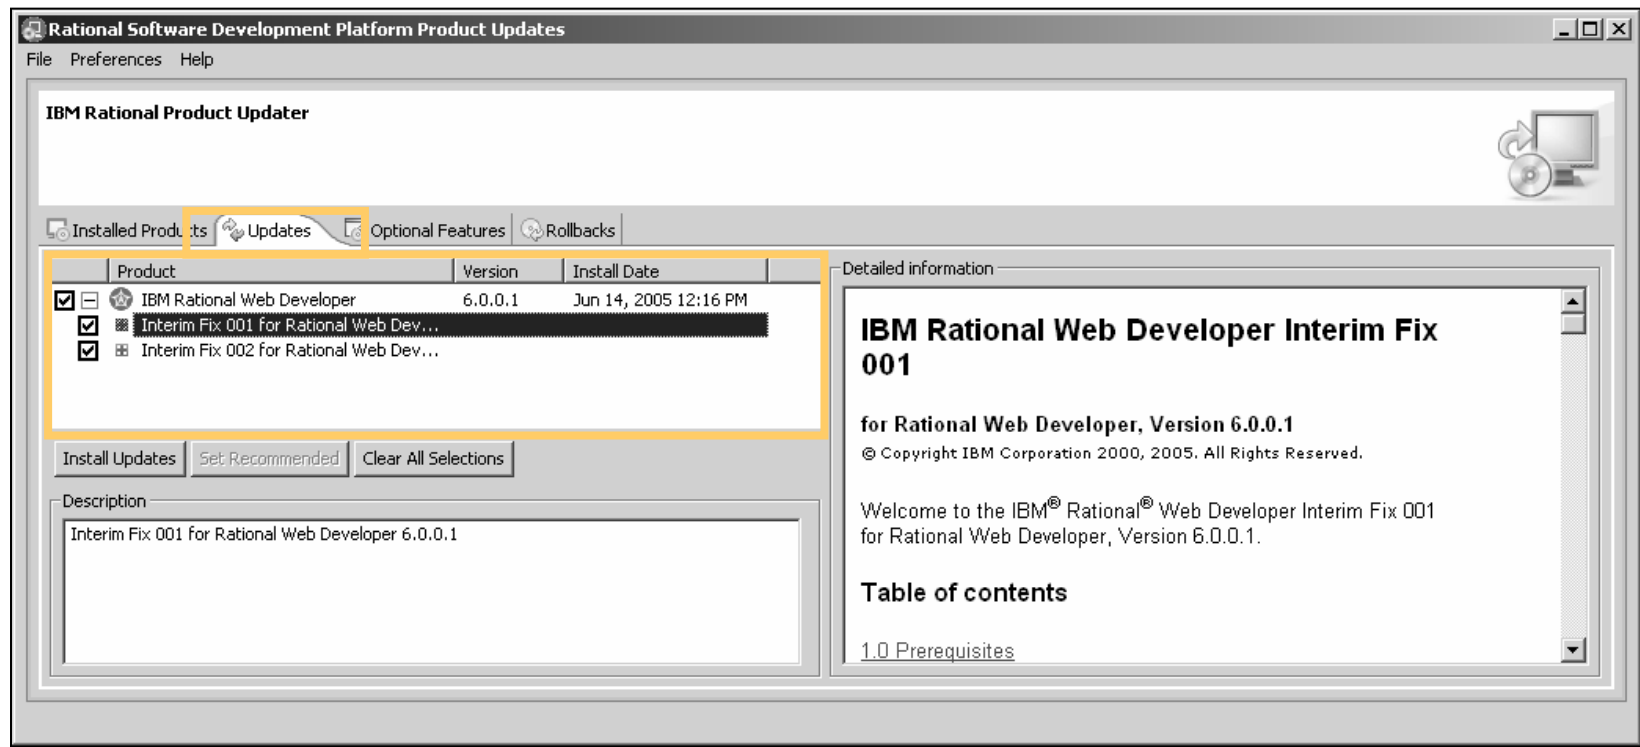 Rational Software Development Platform Product Updates
File Preferences Help
IBM Rational Product Updater
Installed Products Updates Optional Features Rollbacks
Product Version Install Date
IBM Rational Web Developer 6.0.0.1 Jun 14, 2005 12:16 PM
Interim Fix 001 for Rational Web Dev...
Interim Fix 002 for Rational Web Dev...
Install Updates Set Recommended Clear All Selections
Description
Interim Fix 001 for Rational Web Developer 6.0.0.1
Detailed information
IBM Rational Web Developer Interim Fix
001
for Rational Web Developer, Version 6.0.0.1
© Copyright IBM Corporation 2000, 2005. All Rights Reserved.
Welcome to the IBM® Rational® Web Developer Interim Fix 001
for Rational Web Developer, Version 6.0.0.1.
Table of contents
1.0 Prerequisites